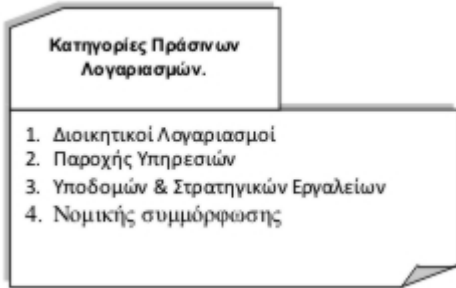 Κατηγορίες Πράσινων
Λογαριασμών.
1. Διοικητικοί Λογαριασμοί
2. Παροχής Υπηρεσιών
3. Υποδομών & Στρατηγικών Εργαλείων
4. Νομικής συμμόρφωσης